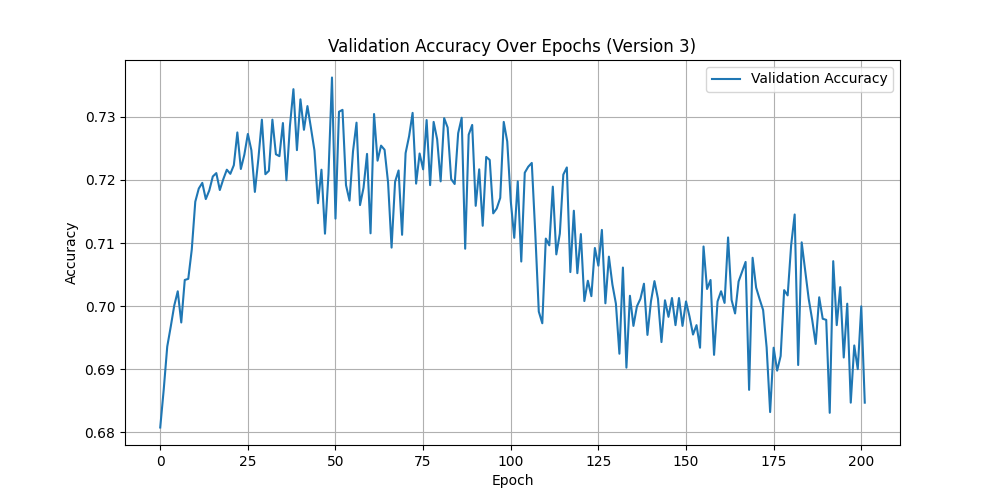 Validation Accuracy Over Epochs (Version 3)
Validation Accuracy
0.73
0.72
0.71
0.70
0.69
0.68
Accuracy
0 25 50 75 100 125 150 175 200
Epoch